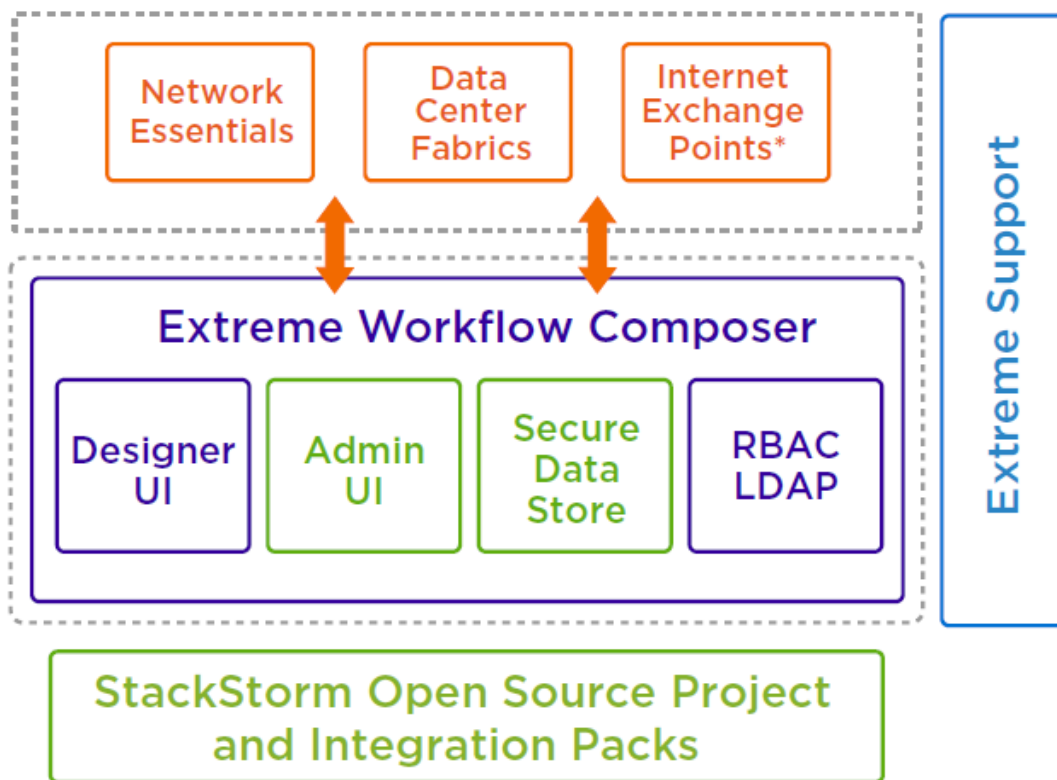 Network
Essentials
Data
Center
Fabrics
Internet
Exchange
Points*
Extreme Workflow Composer
Designer
UI
Admin
UI
Secure
Data
Store
RBAC
LDAP
StackStorm Open Source Project
and Integration Packs
Extreme Support